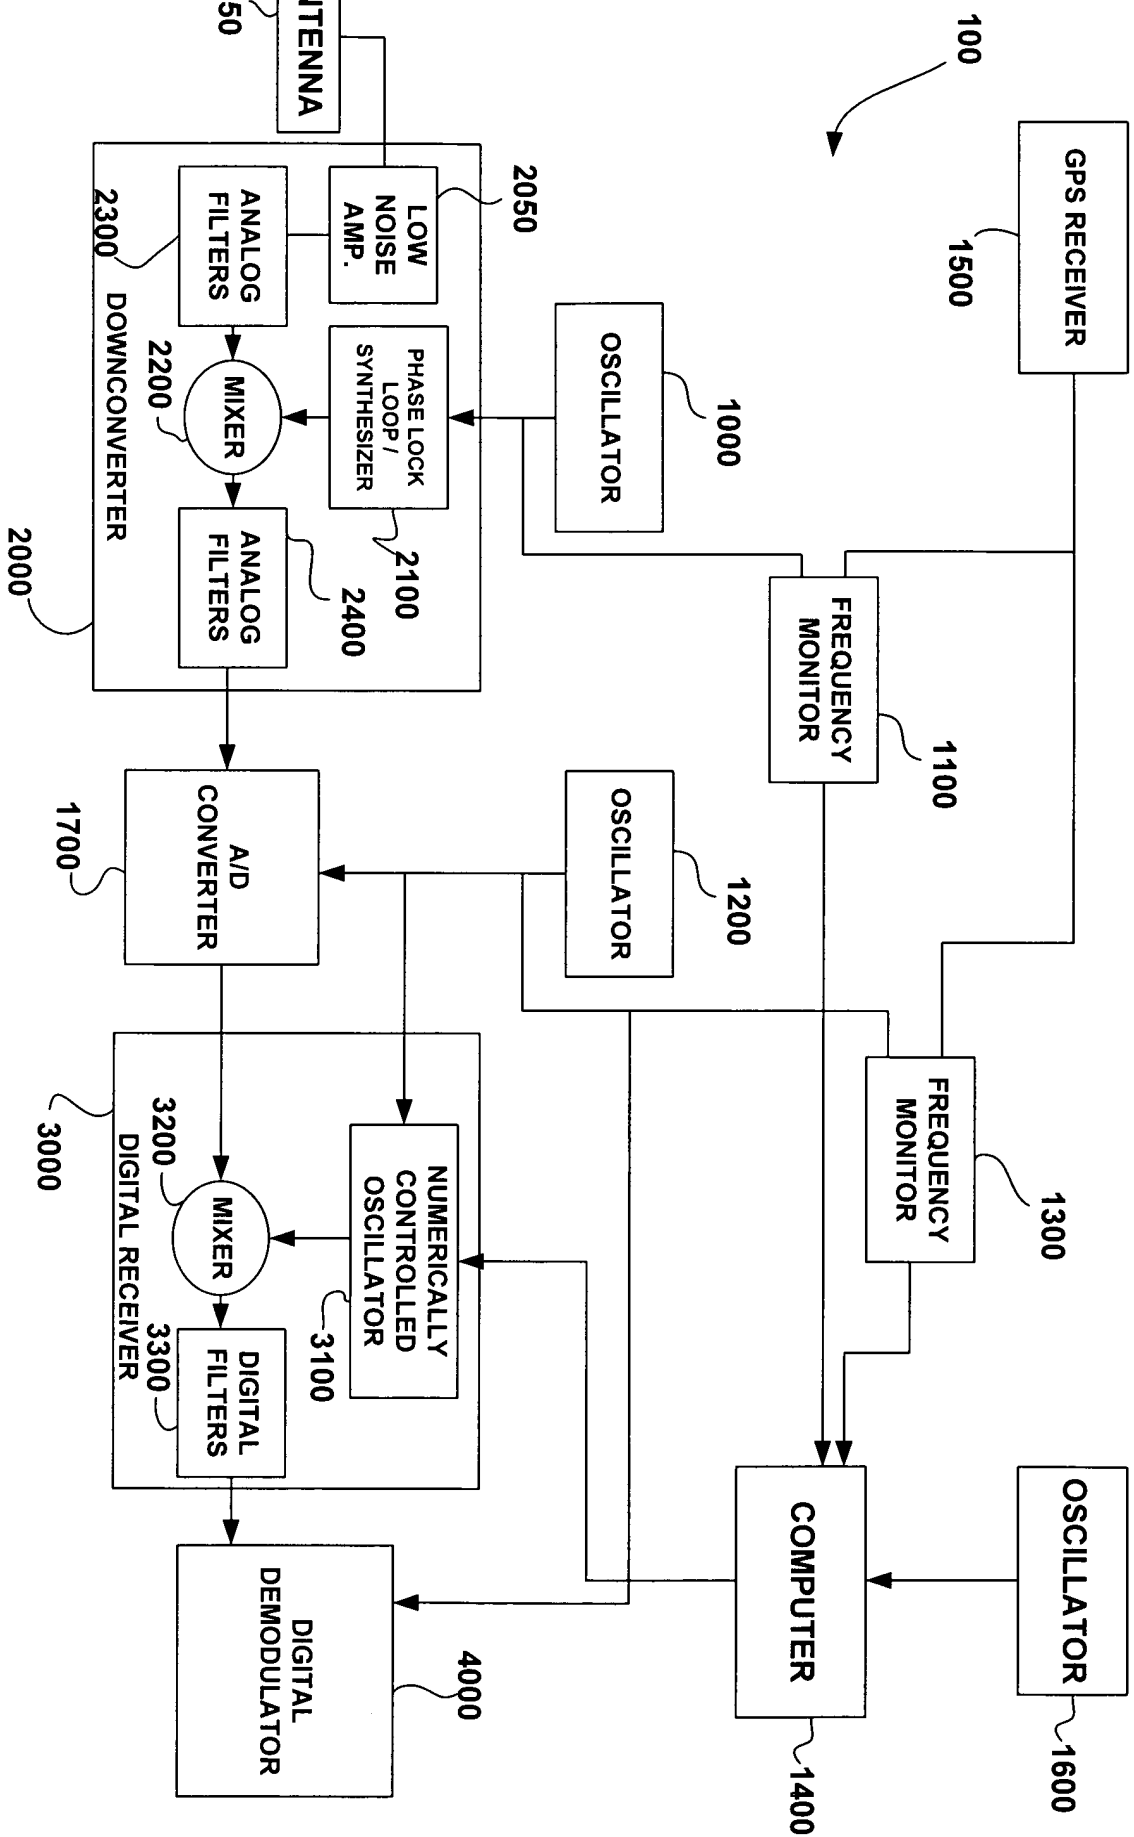 100
GPS RECEIVER
1500
OSCILLATOR
1600
FREQUENCY
MONITOR
1100
FREQUENCY
MONITOR
1300
COMPUTER
1400
OSCILLATOR
1000
OSCILLATOR
1200
2050
LOW
NOISE
AMP.
PHASE LOCK
LOOP /
SYNTHESIZER
2100
ANALOG
FILTERS
2300
MIXER
2200
ANALOG
FILTERS
2400
DOWNCONVERTER
2000
A/D
CONVERTER
1700
NUMERICALLY
CONTROLLED
OSCILLATOR
3100
3200
MIXER
DIGITAL
FILTERS
3300
DIGITAL RECEIVER
3000
DIGITAL
DEMODULATOR
4000
NTENNA
50